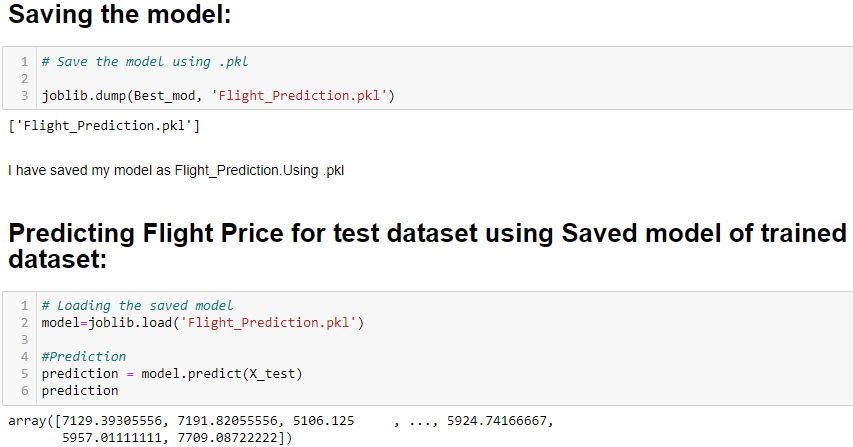 Saving the model:
1 # Save the model using .pkl
2
3 joblib.dump(Best_mod, 'Flight_Prediction.pkl')
['Flight_Prediction.pkl']
I have saved my model as Flight_Prediction.Using .pkl
Predicting Flight Price for test dataset using Saved model of trained
dataset:
1 # Loading the saved model
2 model=joblib.load('Flight_Prediction.pkl')
3
4 #Prediction
5 prediction = model.predict(X_test)
6 prediction
array([7129.39305556, 7191.82055556, 5106.125     , ..., 5924.74166667,
       5957.01111111, 7709.08722222])